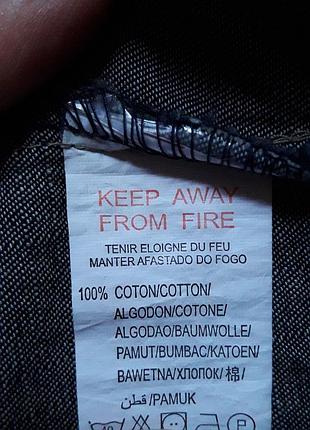 KEEP AWAY
FROM FIRE
TENIR ELOIGNE DU FEU
MANTER AFASTADO DO FOGO
100% COTON/COTTON/
ALGODON/COTONE/
ALGODAO/BAUMWOLLE/
PAMUT/BUMBAC/KATOEN/
BAWETNA/ХЛОПОК/棉/
قطن/PAMUK/